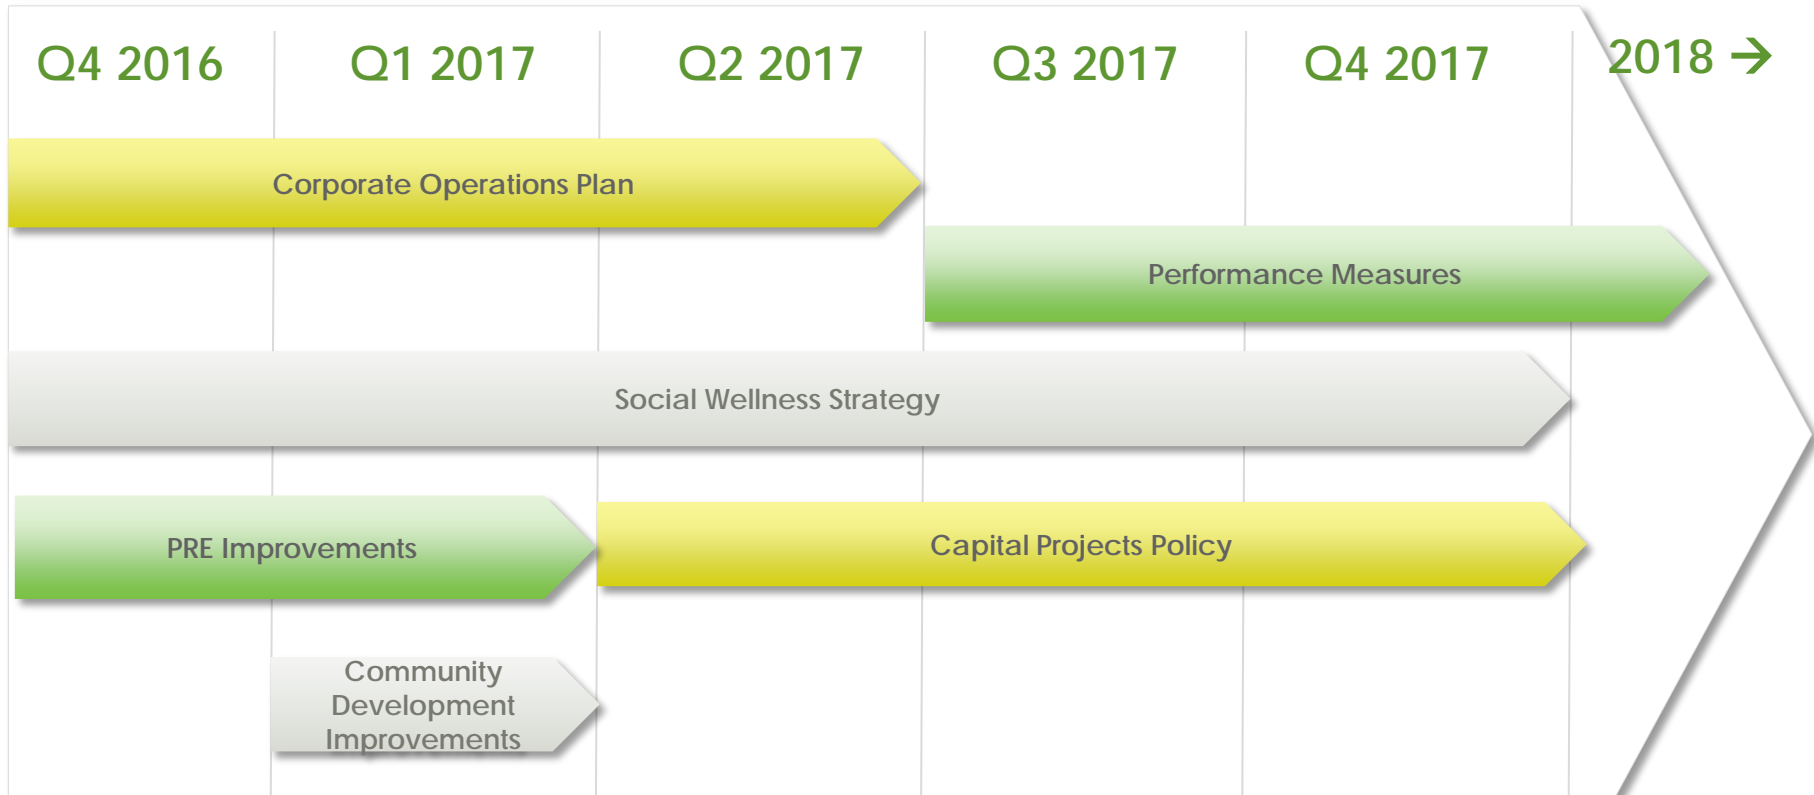 Q4 2016
Q1 2017
Q2 2017
Q3 2017
Q4 2017
2018 →
Corporate Operations Plan
Performance Measures
Social Wellness Strategy
PRE Improvements
Capital Projects Policy
Community
Development
Improvements